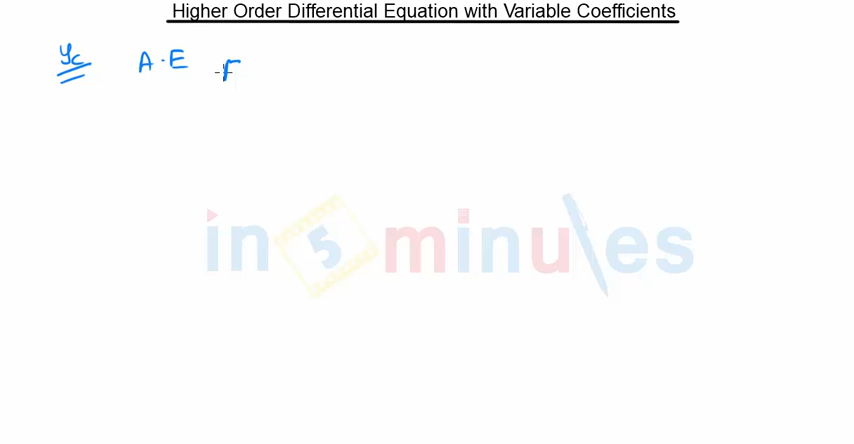 Higher Order Differential Equation with Variable Coefficients
yc A.E
in 5 minutes